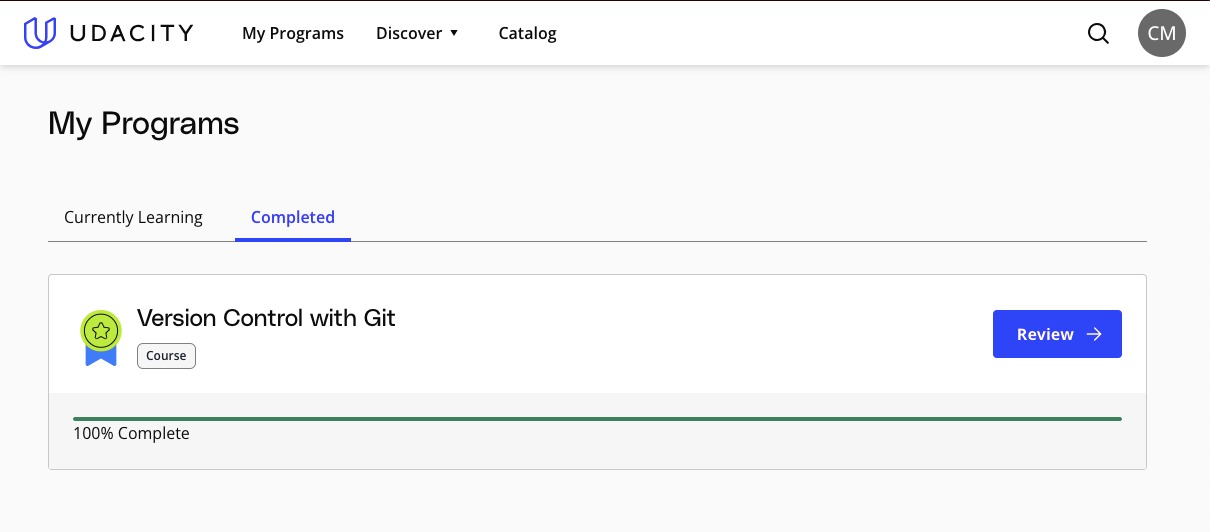 UDACITY
My Programs
Discover ▼
Catalog
CM
My Programs
Currently Learning
Completed
Version Control with Git
Course
Review →
100% Complete